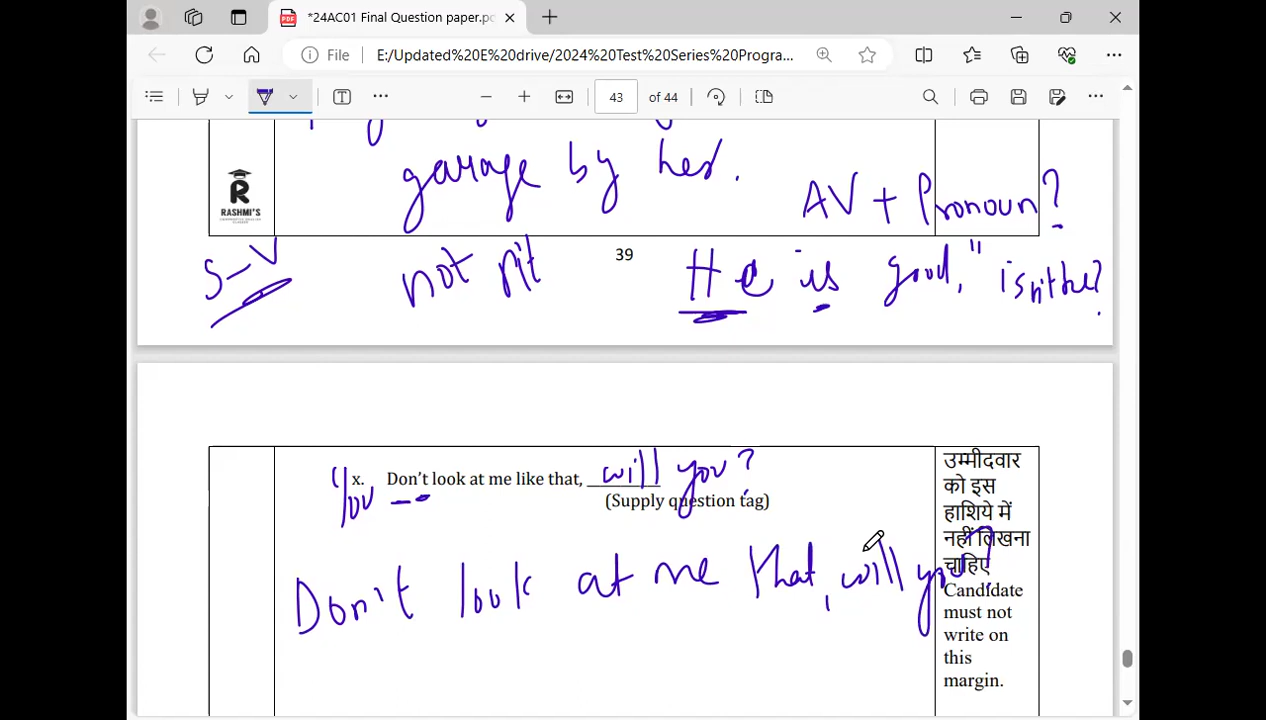 *24AC01 Final Question paper.pdf
File E:/Updated%20E%20drive/2024%20Test%20Series%20Progra...
43 of 44
garage by her.
RASHMI'S
AV + Pronoun?
S-V
not
39
He is good," isn't he?
You x. Don't look at me like that, will you?
(Supply question tag)
Don't look at me that, will you?
उम्मीदवार
को इस
हाशिये में
नहीं लिखना
चाहिए
Candidate
must not
write on
this
margin.